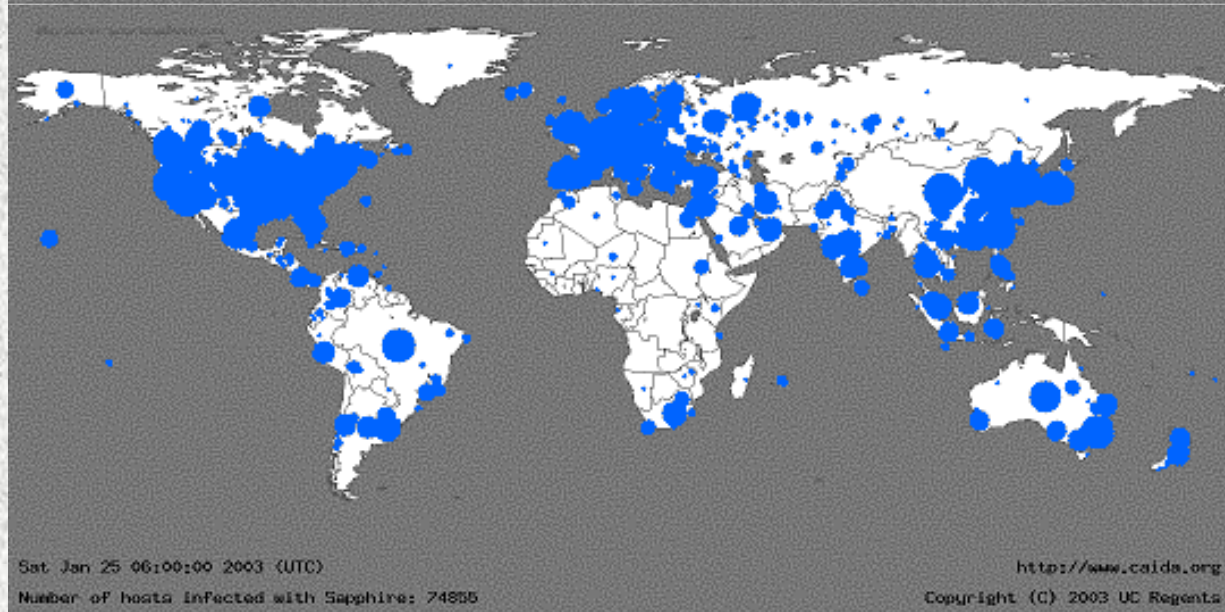 Sat Jan 25 06:00:00 2003 (UTC)
http://www.caida.org
Number of hosts infected with Sapphire: 74855
Copyright (C) 2003 UC Regents